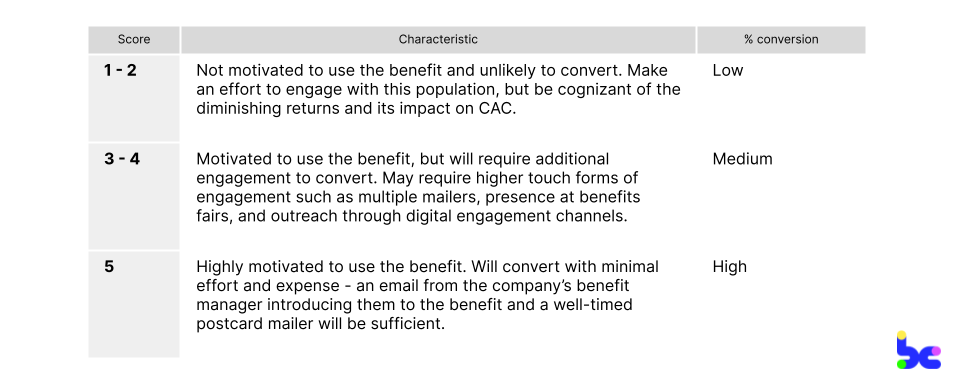 Score Characteristic % conversion
1 - 2 Not motivated to use the benefit and unlikely to convert. Make Low
an effort to engage with this population, but be cognizant of the
diminishing returns and its impact on CAC.
3 - 4 Motivated to use the benefit, but will require additional Medium
engagement to convert. May require higher touch forms of
engagement such as multiple mailers, presence at benefits
fairs, and outreach through digital engagement channels.
5 Highly motivated to use the benefit. Will convert with minimal High
effort and expense - an email from the company’s benefit
manager introducing them to the benefit and a well-timed
postcard mailer will be sufficient.
bc